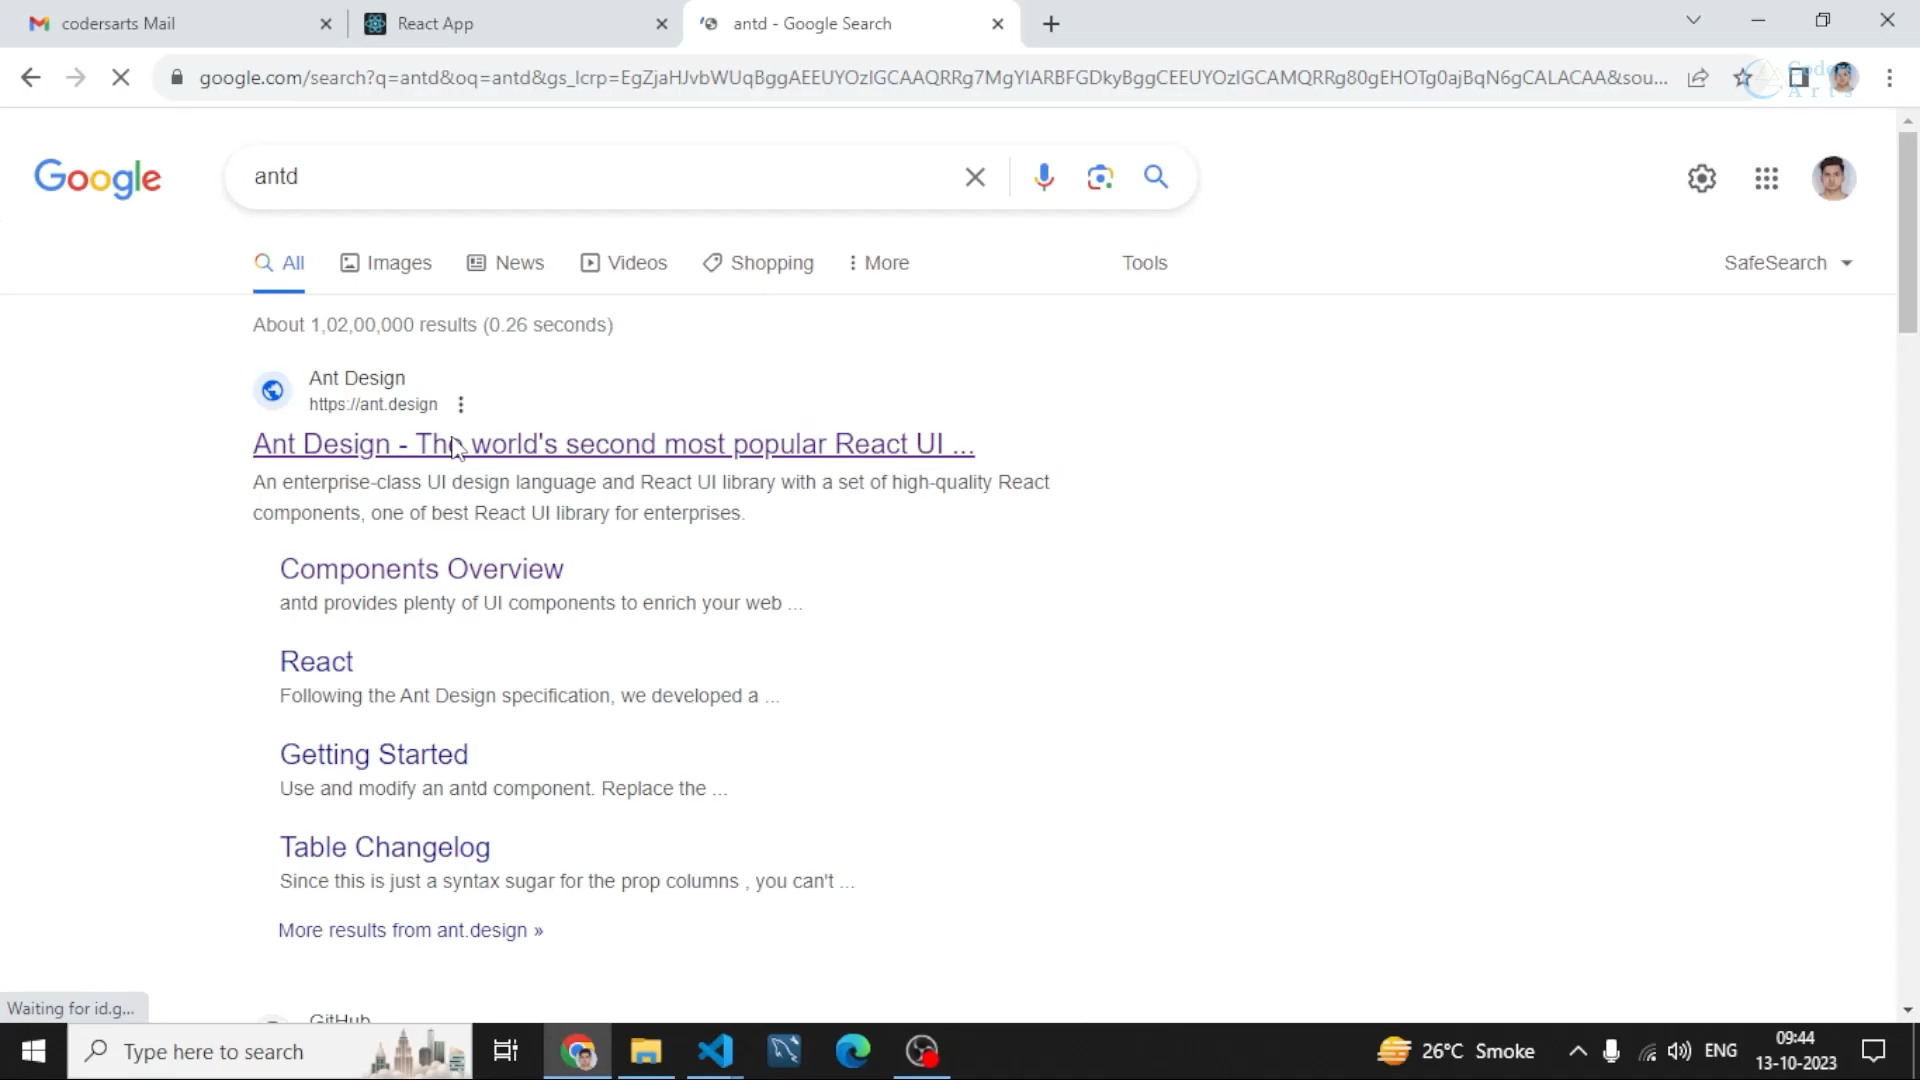 codersarts Mail
React App
antd - Google Search
google.com/search?q=antd&oq=antd&gs_lcrp=EgZjaHJvbWUqBggAEEUYOzIGCAAQRRg7MgYIARBFGDkyBggCEEUYOzIGCAMQRRg80gEHOTg0ajBqN6gCALACAA&sou...
Coders
Arts
Google
antd
All
Images
News
Videos
Shopping
More
Tools
SafeSearch
About 1,02,00,000 results (0.26 seconds)
Ant Design
https://ant.design
Ant Design - The world's second most popular React UI ...
An enterprise-class UI design language and React UI library with a set of high-quality React
components, one of best React UI library for enterprises.
Components Overview
antd provides plenty of UI components to enrich your web ...
React
Following the Ant Design specification, we developed a ...
Getting Started
Use and modify an antd component. Replace the ...
Table Changelog
Since this is just a syntax sugar for the prop columns , you can't ...
More results from ant.design »
GitHub
Waiting for id.g...
Type here to search
26°C Smoke
ENG
09:44
13-10-2023